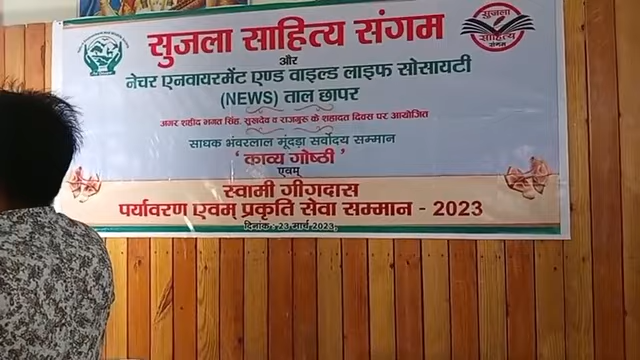 सुजला साहित्य संगम
और
नेचर एनवायरमेंट एण्ड वाइल्ड लाइफ सोसायटी
(NEWS) ताल छापर
अमर शहीद भगत सिंह, सुखदेव व राजगुरु के शहादत दिवस पर आयोजित
साधक भंवरलाल मूंदड़ा सर्वोदय सम्मान
' काव्य गोष्ठी '
एवम्
स्वामी गीगदास
पर्यावरण एवम् प्रकृति सेवा सम्मान - 2023
दिनांक : 23 मार्च 2023,
सुजला
साहित्य
संगम